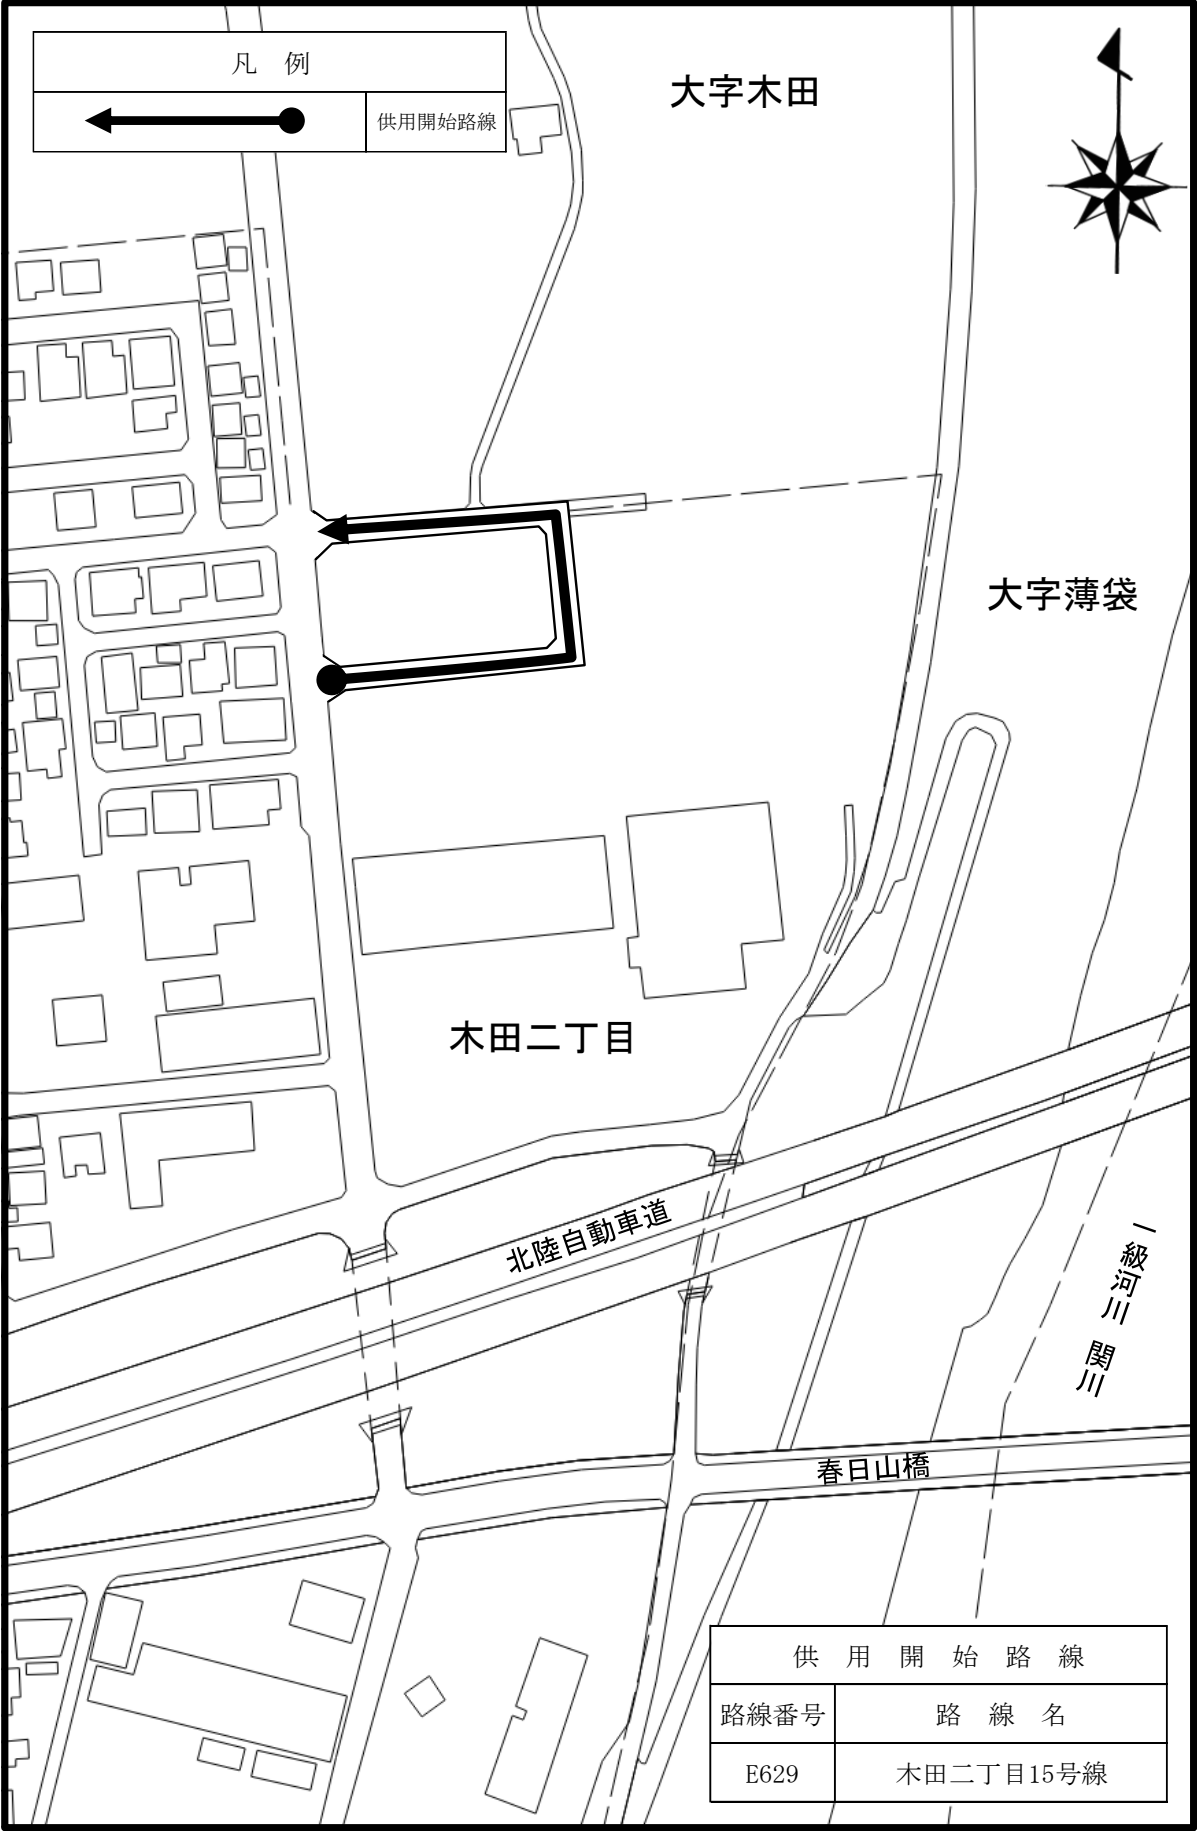 凡 例
供用開始路線
大字木田
大字薄袋
木田二丁目
北陸自動車道
一級河川 関川
春日山橋
供 用 開 始 路 線
路線番号 路 線 名
E629 木田二丁目15号線